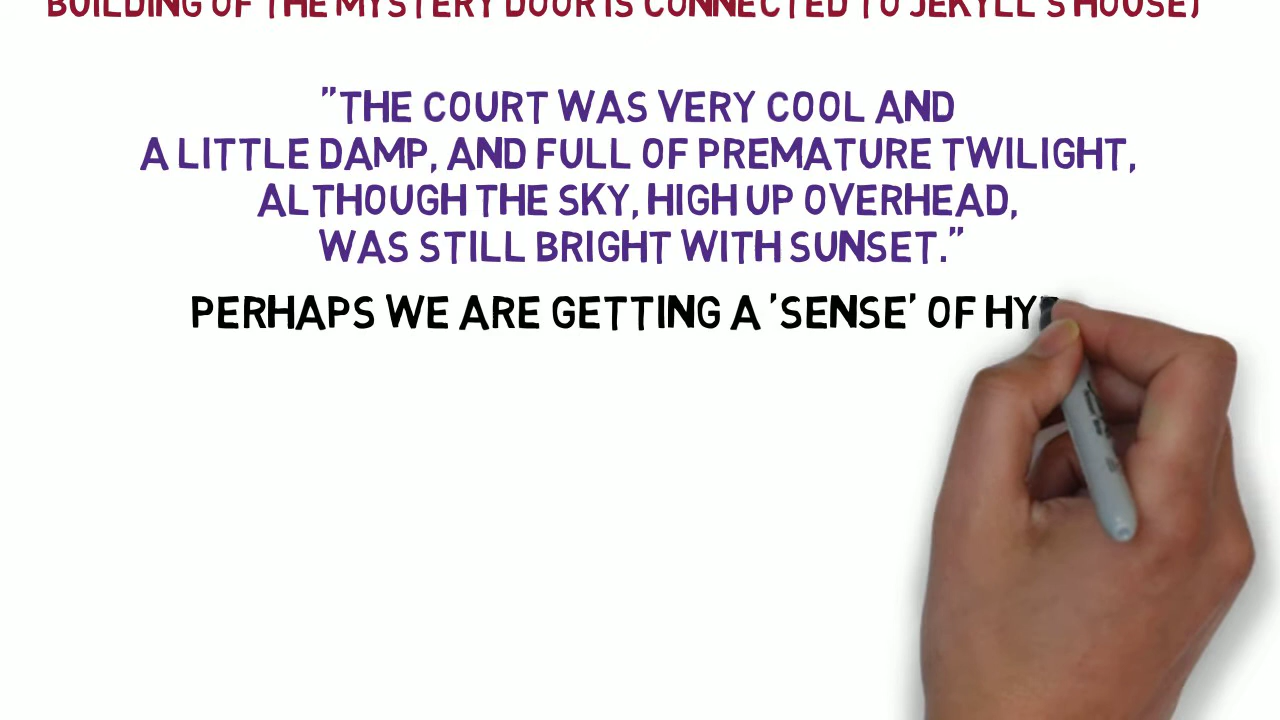 BUILDING OF THE MYSTERY DOOR IS CONNECTED TO JEKYLL'S HOUSE)
"THE COURT WAS VERY COOL AND
A LITTLE DAMP, AND FULL OF PREMATURE TWILIGHT,
ALTHOUGH THE SKY, HIGH UP OVERHEAD,
WAS STILL BRIGHT WITH SUNSET."
PERHAPS WE ARE GETTING A 'SENSE' OF